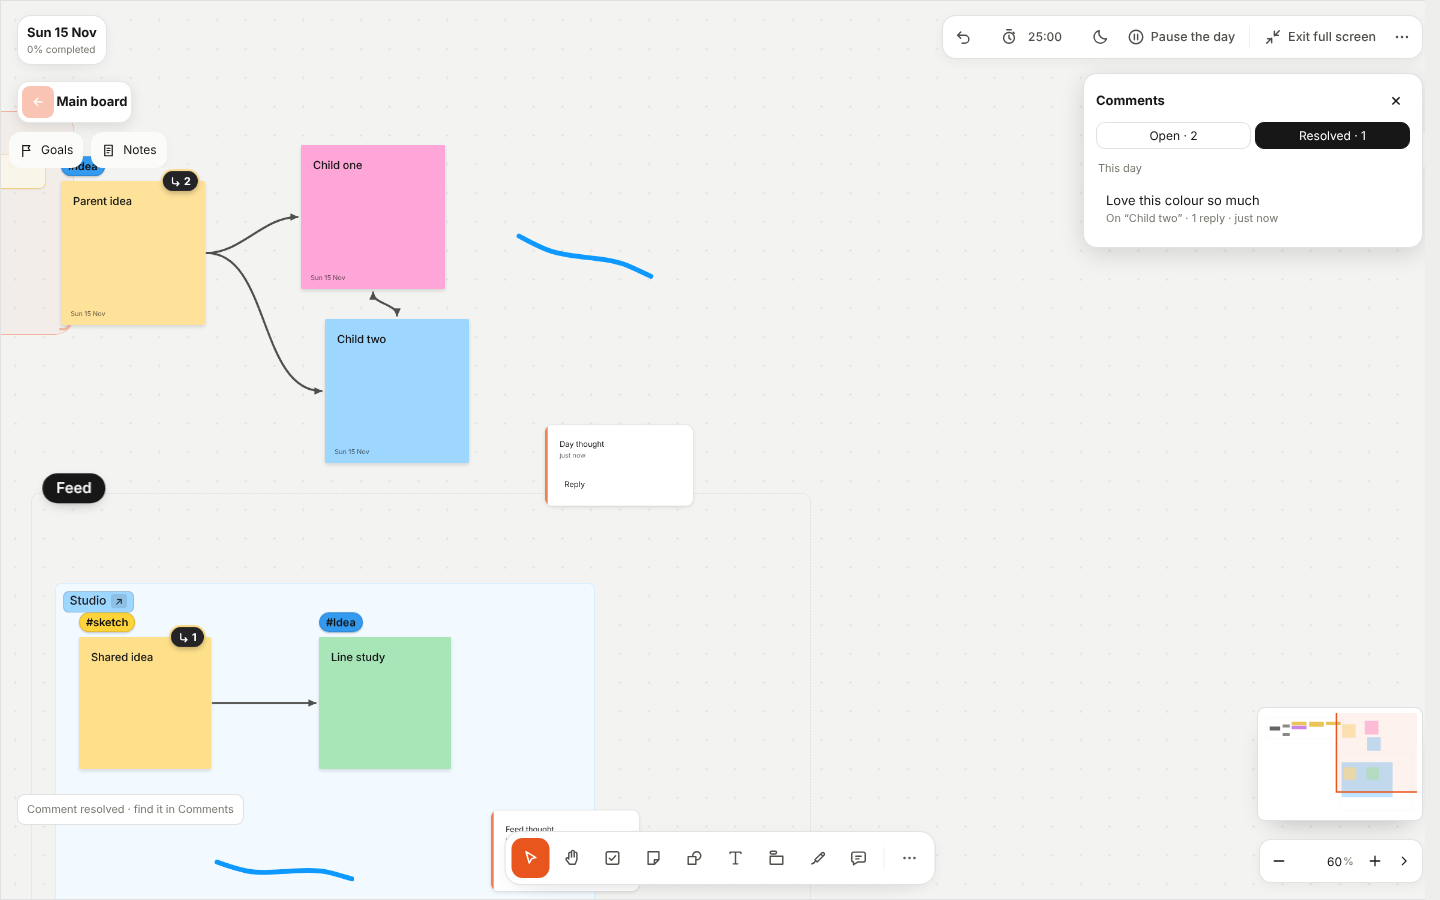 Sun 15 Nov
0% completed
25:00
Pause the day
Exit full screen
Main board
Comments
Open · 2
Resolved · 1
This day
Love this colour so much
On “Child two” · 1 reply · just now
Goals
Notes
#Idea
2
Parent idea
Sun 15 Nov
Child one
Sun 15 Nov
Child two
Sun 15 Nov
Day thought
just now
Reply
Feed
Studio
#sketch
1
Shared idea
#Idea
Line study
Comment resolved · find it in Comments
Feed thought
60%